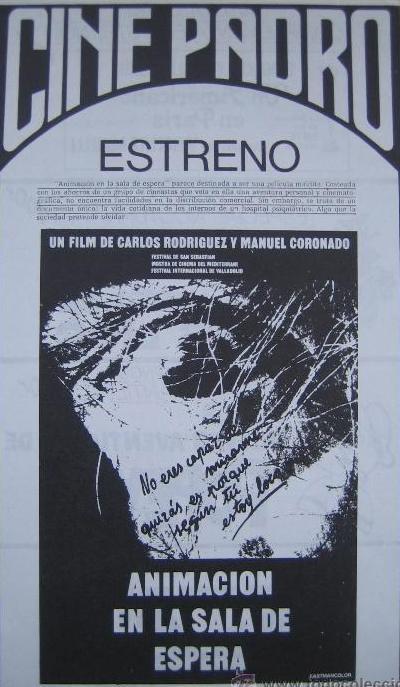 CINE PADRO
ESTRENO
"Animación en la sala de espera" parece destinada a ser una película maldita. Costeada
con los ahorros de un grupo de cineastas que veía en ella una aventura personal y cinemato-
gráfica, no encuentra facilidades en la distribución comercial. Sin embargo, se trata de un
documento único: la vida cotidiana de los internos de un hospital psiquiátrico. Algo que la
sociedad pretende olvidar
UN FILM DE CARLOS RODRIGUEZ Y MANUEL CORONADO
FESTIVAL DE SAN SEBASTIAN
MOSTRA DE CINEMA DEL MEDITERRANI
FESTIVAL INTERNACIONAL DE VALLADOLID
No eres capaz
mirarme
quizás es porque
según tú
estoy loco
ANIMACION
EN LA SALA DE
ESPERA
EASTMANCOLOR
todocoleccio